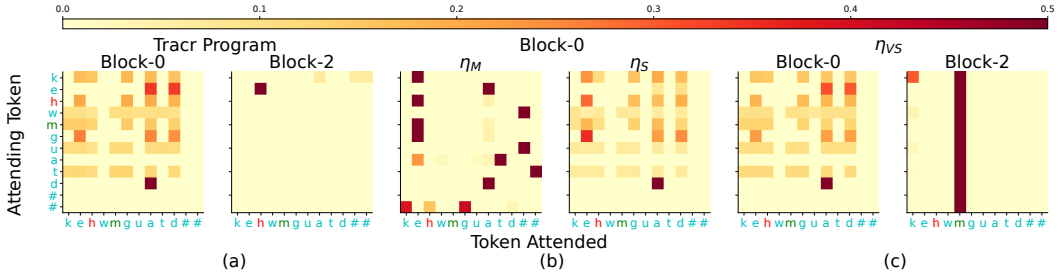 0.0 0.1 0.2 0.3 0.4 0.5
Tracr Program Block-0 η_VS
Block-0 Block-2 η_M η_S Block-0 Block-2
Attending Token
k
e
h
w
m
g
u
a
t
d
#
#
k e h w m g u a t d # # k e h w m g u a t d # # k e h w m g u a t d # # k e h w m g u a t d # # k e h w m g u a t d # # k e h w m g u a t d # #
Token Attended
(a) (b) (c)